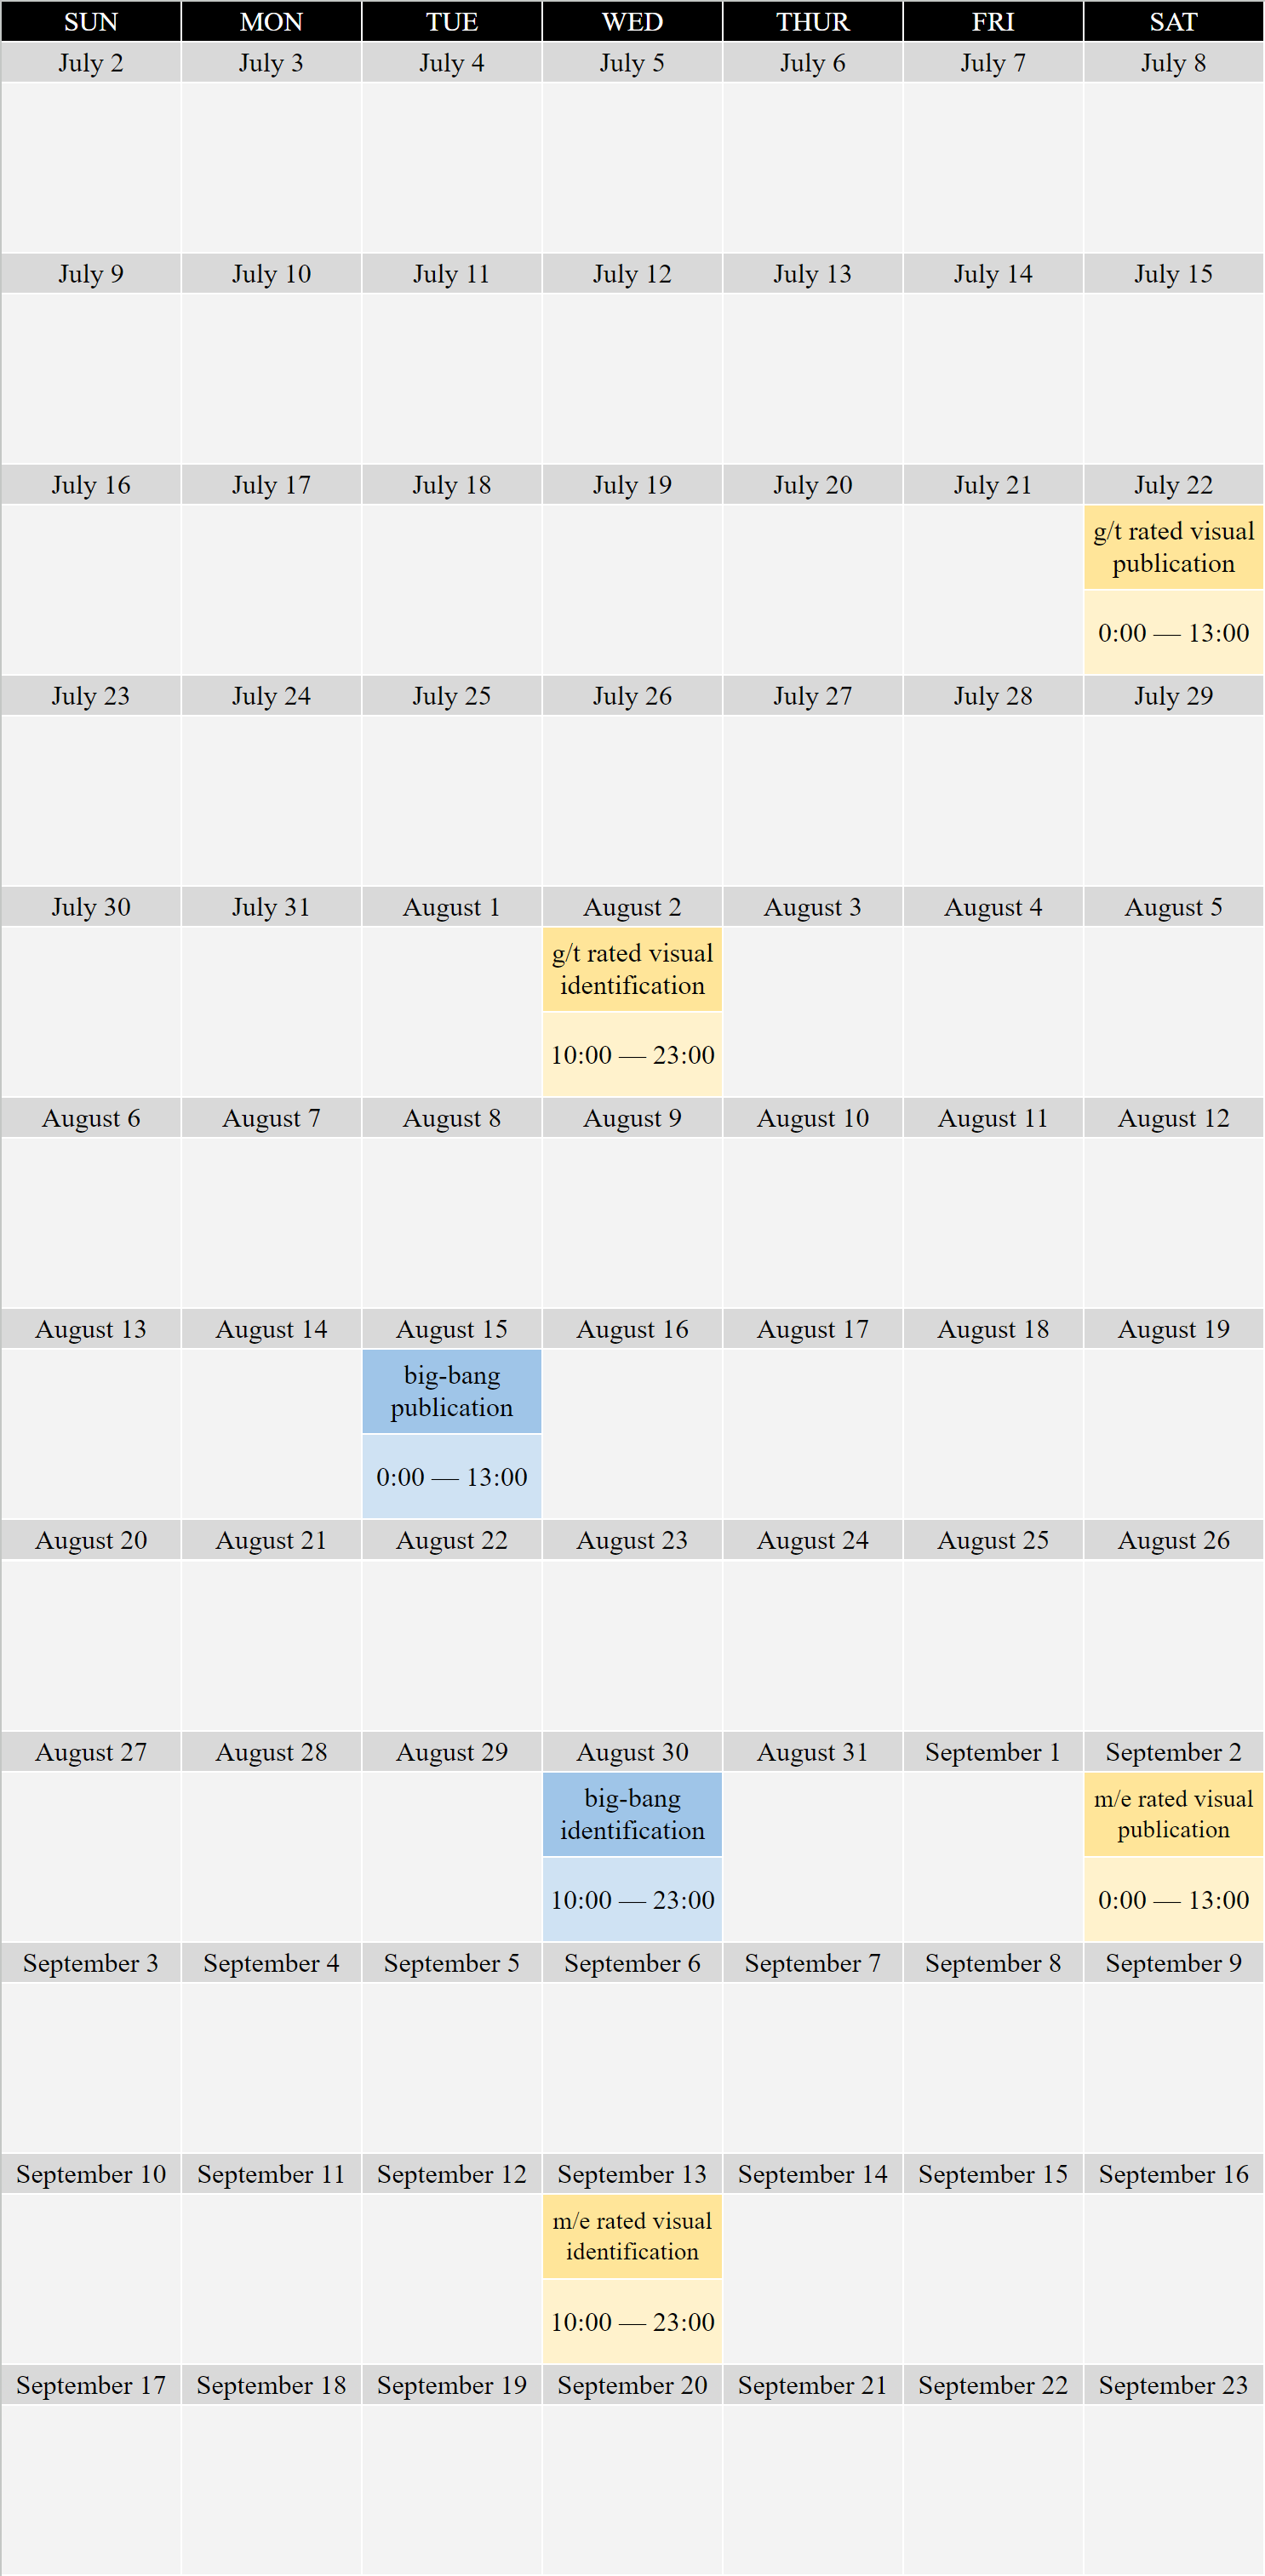 SUN MON TUE WED THUR FRI SAT
July 2 July 3 July 4 July 5 July 6 July 7 July 8
July 9 July 10 July 11 July 12 July 13 July 14 July 15
July 16 July 17 July 18 July 19 July 20 July 21 July 22
g/t rated visual
publication
0:00 — 13:00
July 23 July 24 July 25 July 26 July 27 July 28 July 29
July 30 July 31 August 1 August 2 August 3 August 4 August 5
g/t rated visual
identification
10:00 — 23:00
August 6 August 7 August 8 August 9 August 10 August 11 August 12
August 13 August 14 August 15 August 16 August 17 August 18 August 19
big-bang
publication
0:00 — 13:00
August 20 August 21 August 22 August 23 August 24 August 25 August 26
August 27 August 28 August 29 August 30 August 31 September 1 September 2
big-bang
identification
10:00 — 23:00
m/e rated visual
publication
0:00 — 13:00
September 3 September 4 September 5 September 6 September 7 September 8 September 9
September 10 September 11 September 12 September 13 September 14 September 15 September 16
m/e rated visual
identification
10:00 — 23:00
September 17 September 18 September 19 September 20 September 21 September 22 September 23